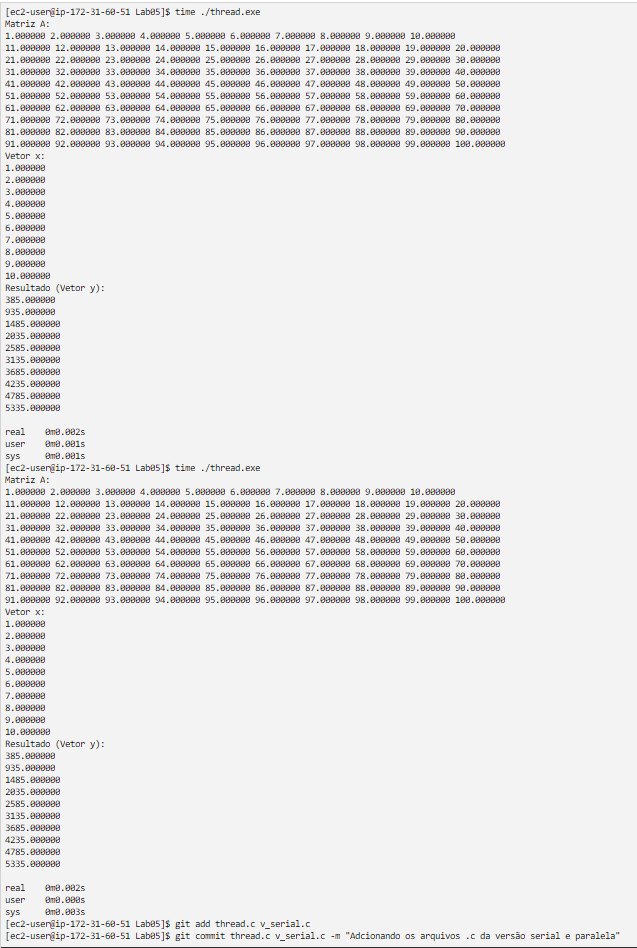 [ec2-user@ip-172-31-60-51 Lab05]$ time ./thread.exe
Matriz A:
1.000000 2.000000 3.000000 4.000000 5.000000 6.000000 7.000000 8.000000 9.000000 10.000000
11.000000 12.000000 13.000000 14.000000 15.000000 16.000000 17.000000 18.000000 19.000000 20.000000
21.000000 22.000000 23.000000 24.000000 25.000000 26.000000 27.000000 28.000000 29.000000 30.000000
31.000000 32.000000 33.000000 34.000000 35.000000 36.000000 37.000000 38.000000 39.000000 40.000000
41.000000 42.000000 43.000000 44.000000 45.000000 46.000000 47.000000 48.000000 49.000000 50.000000
51.000000 52.000000 53.000000 54.000000 55.000000 56.000000 57.000000 58.000000 59.000000 60.000000
61.000000 62.000000 63.000000 64.000000 65.000000 66.000000 67.000000 68.000000 69.000000 70.000000
71.000000 72.000000 73.000000 74.000000 75.000000 76.000000 77.000000 78.000000 79.000000 80.000000
81.000000 82.000000 83.000000 84.000000 85.000000 86.000000 87.000000 88.000000 89.000000 90.000000
91.000000 92.000000 93.000000 94.000000 95.000000 96.000000 97.000000 98.000000 99.000000 100.000000
Vetor x:
1.000000
2.000000
3.000000
4.000000
5.000000
6.000000
7.000000
8.000000
9.000000
10.000000
Resultado (Vetor y):
385.000000
935.000000
1485.000000
2035.000000
2585.000000
3135.000000
3685.000000
4235.000000
4785.000000
5335.000000
real 0m0.002s
user 0m0.001s
sys 0m0.001s
[ec2-user@ip-172-31-60-51 Lab05]$ time ./thread.exe
Matriz A:
1.000000 2.000000 3.000000 4.000000 5.000000 6.000000 7.000000 8.000000 9.000000 10.000000
11.000000 12.000000 13.000000 14.000000 15.000000 16.000000 17.000000 18.000000 19.000000 20.000000
21.000000 22.000000 23.000000 24.000000 25.000000 26.000000 27.000000 28.000000 29.000000 30.000000
31.000000 32.000000 33.000000 34.000000 35.000000 36.000000 37.000000 38.000000 39.000000 40.000000
41.000000 42.000000 43.000000 44.000000 45.000000 46.000000 47.000000 48.000000 49.000000 50.000000
51.000000 52.000000 53.000000 54.000000 55.000000 56.000000 57.000000 58.000000 59.000000 60.000000
61.000000 62.000000 63.000000 64.000000 65.000000 66.000000 67.000000 68.000000 69.000000 70.000000
71.000000 72.000000 73.000000 74.000000 75.000000 76.000000 77.000000 78.000000 79.000000 80.000000
81.000000 82.000000 83.000000 84.000000 85.000000 86.000000 87.000000 88.000000 89.000000 90.000000
91.000000 92.000000 93.000000 94.000000 95.000000 96.000000 97.000000 98.000000 99.000000 100.000000
Vetor x:
1.000000
2.000000
3.000000
4.000000
5.000000
6.000000
7.000000
8.000000
9.000000
10.000000
Resultado (Vetor y):
385.000000
935.000000
1485.000000
2035.000000
2585.000000
3135.000000
3685.000000
4235.000000
4785.000000
5335.000000
real 0m0.002s
user 0m0.000s
sys 0m0.003s
[ec2-user@ip-172-31-60-51 Lab05]$ git add thread.c v_serial.c
[ec2-user@ip-172-31-60-51 Lab05]$ git commit thread.c v_serial.c -m "Adcionando os arquivos .c da versão serial e paralela"